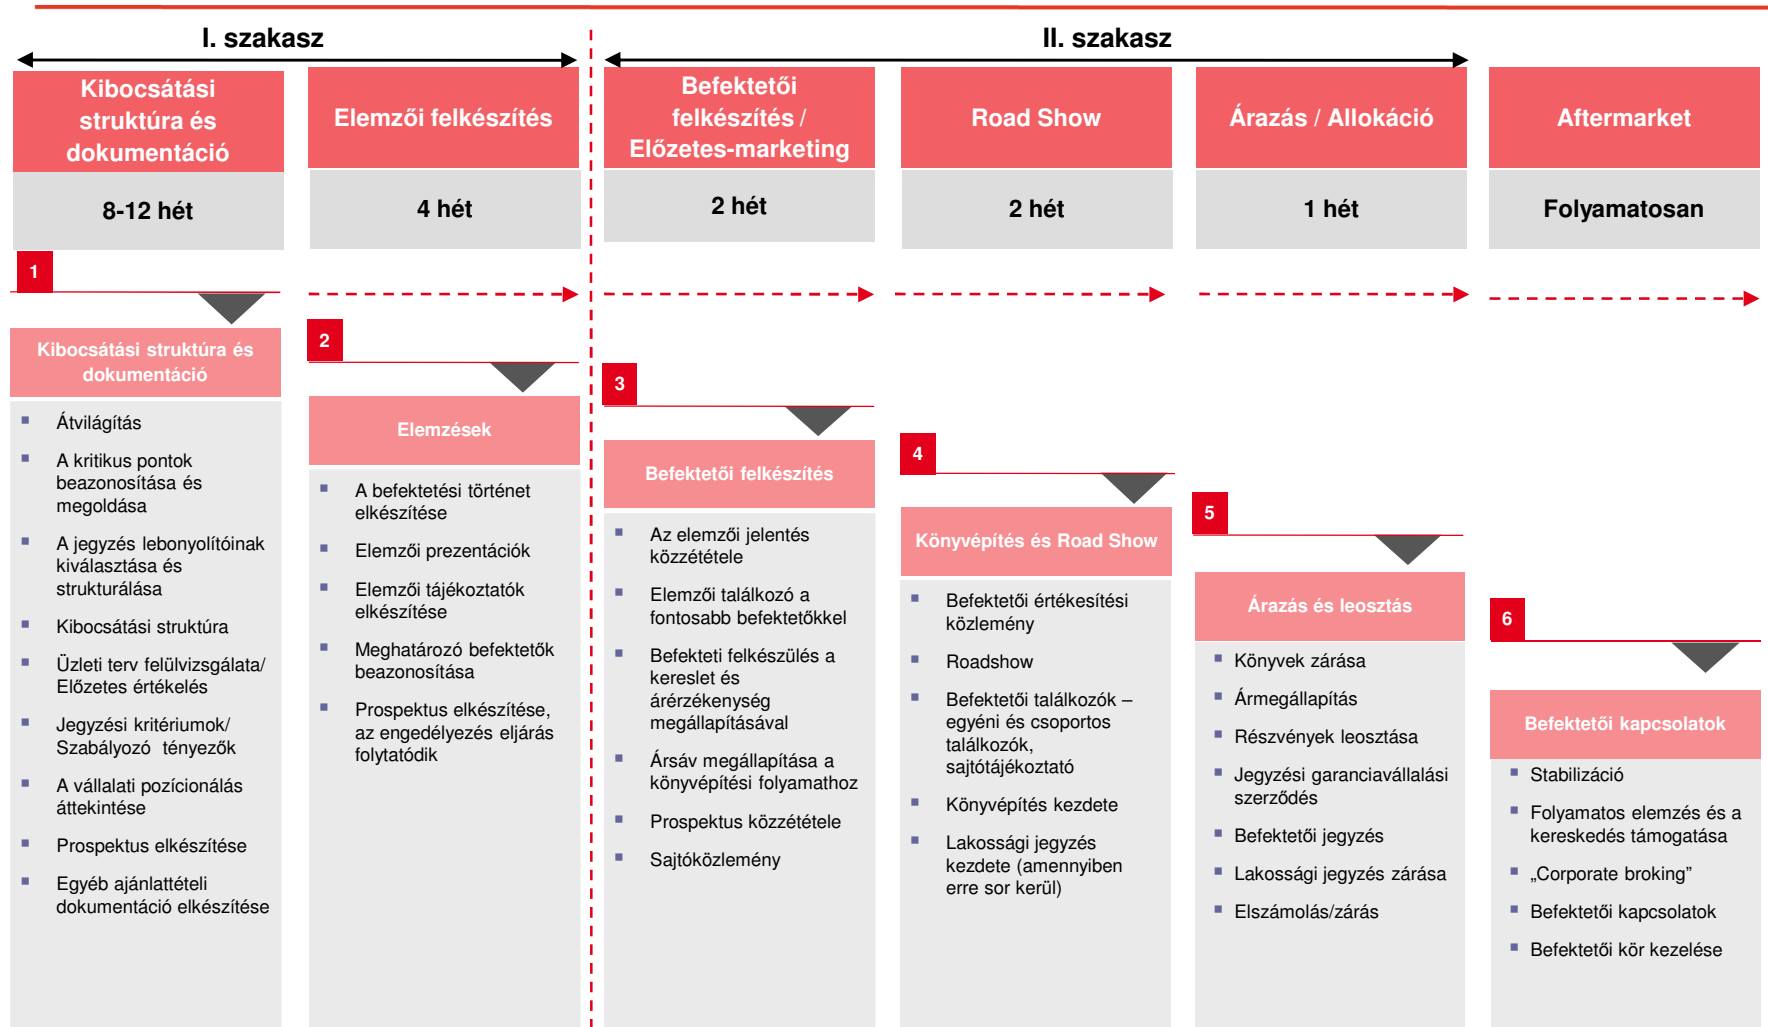 I. szakasz
II. szakasz
Kibocsátási
struktúra és
dokumentáció
8-12 hét
Elemzői felkészítés
4 hét
Befektetői
felkészítés /
Előzetes-marketing
2 hét
Road Show
2 hét
Árazás / Allokáció
1 hét
Aftermarket
Folyamatosan
1
Kibocsátási struktúra és
dokumentáció
Átvilágítás
A kritikus pontok
beazonosítása és
megoldása
A jegyzés lebonyolítóinak
kiválasztása és
strukturálása
Kibocsátási struktúra
Üzleti terv felülvizsgálata/
Előzetes értékelés
Jegyzési kritériumok/
Szabályozó tényezők
A vállalati pozícionálás
áttekintése
Prospektus elkészítése
Egyéb ajánlattételi
dokumentáció elkészítése
2
Elemzések
A befektetési történet
elkészítése
Elemzői prezentációk
Elemzői tájékoztatók
elkészítése
Meghatározó befektetők
beazonosítása
Prospektus elkészítése,
az engedélyezés eljárás
folytatódik
3
Befektetői felkészítés
Az elemzői jelentés
közzététele
Elemzői találkozó a
fontosabb befektetőkkel
Befekteti felkészülés a
kereslet és
árérzékenység
megállapításával
Ársáv megállapítása a
könyvépítési folyamathoz
Prospektus közzététele
Sajtóközlemény
4
Könyvépítés és Road Show
Befektetői értékesítési
közlemény
Roadshow
Befektetői találkozók –
egyéni és csoportos
találkozók,
sajtótájékoztató
Könyvépítés kezdete
Lakossági jegyzés
kezdete (amennyiben
erre sor kerül)
5
Árazás és leosztás
Könyvek zárása
Ármegállapítás
Részvények leosztása
Jegyzési garanciavállalási
szerződés
Befektetői jegyzés
Lakossági jegyzés zárása
Elszámolás/zárás
6
Befektetői kapcsolatok
Stabilizáció
Folyamatos elemzés és a
kereskedés támogatása
„Corporate broking”
Befektetői kapcsolatok
Befektetői kör kezelése